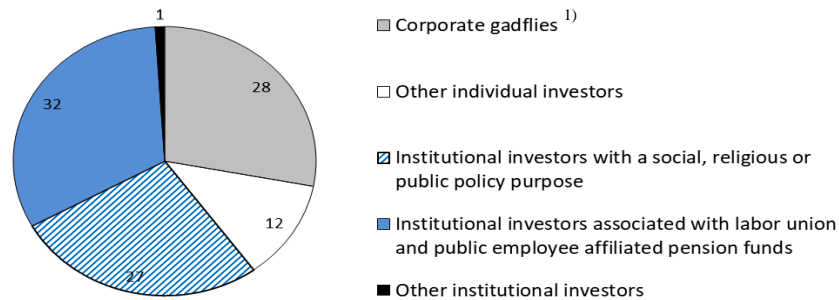 1
28
32
12
27
Corporate gadflies 1)
Other individual investors
Institutional investors with a social, religious or
public policy purpose
Institutional investors associated with labor union
and public employee affiliated pension funds
Other institutional investors